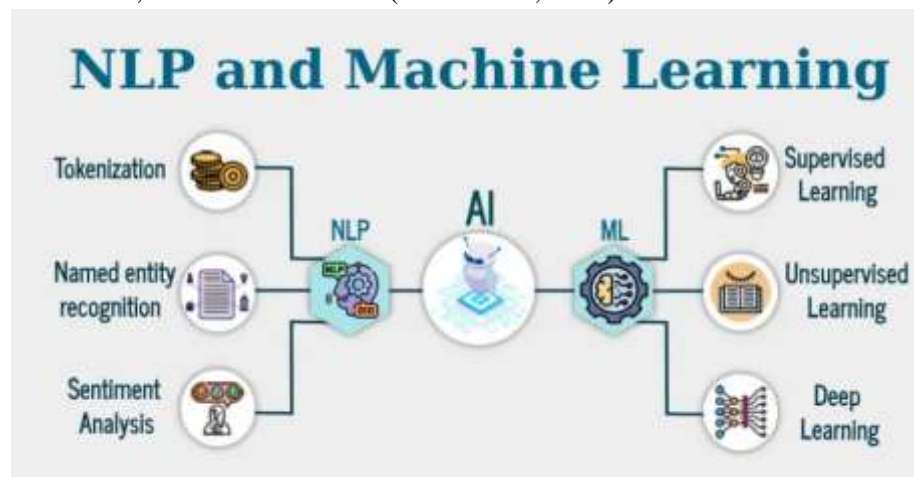 NLP and Machine Learning
Tokenization
Named entity
recognition
Sentiment
Analysis
NLP
NLP
AI
ML
Supervised
Learning
Unsupervised
Learning
Deep
Learning